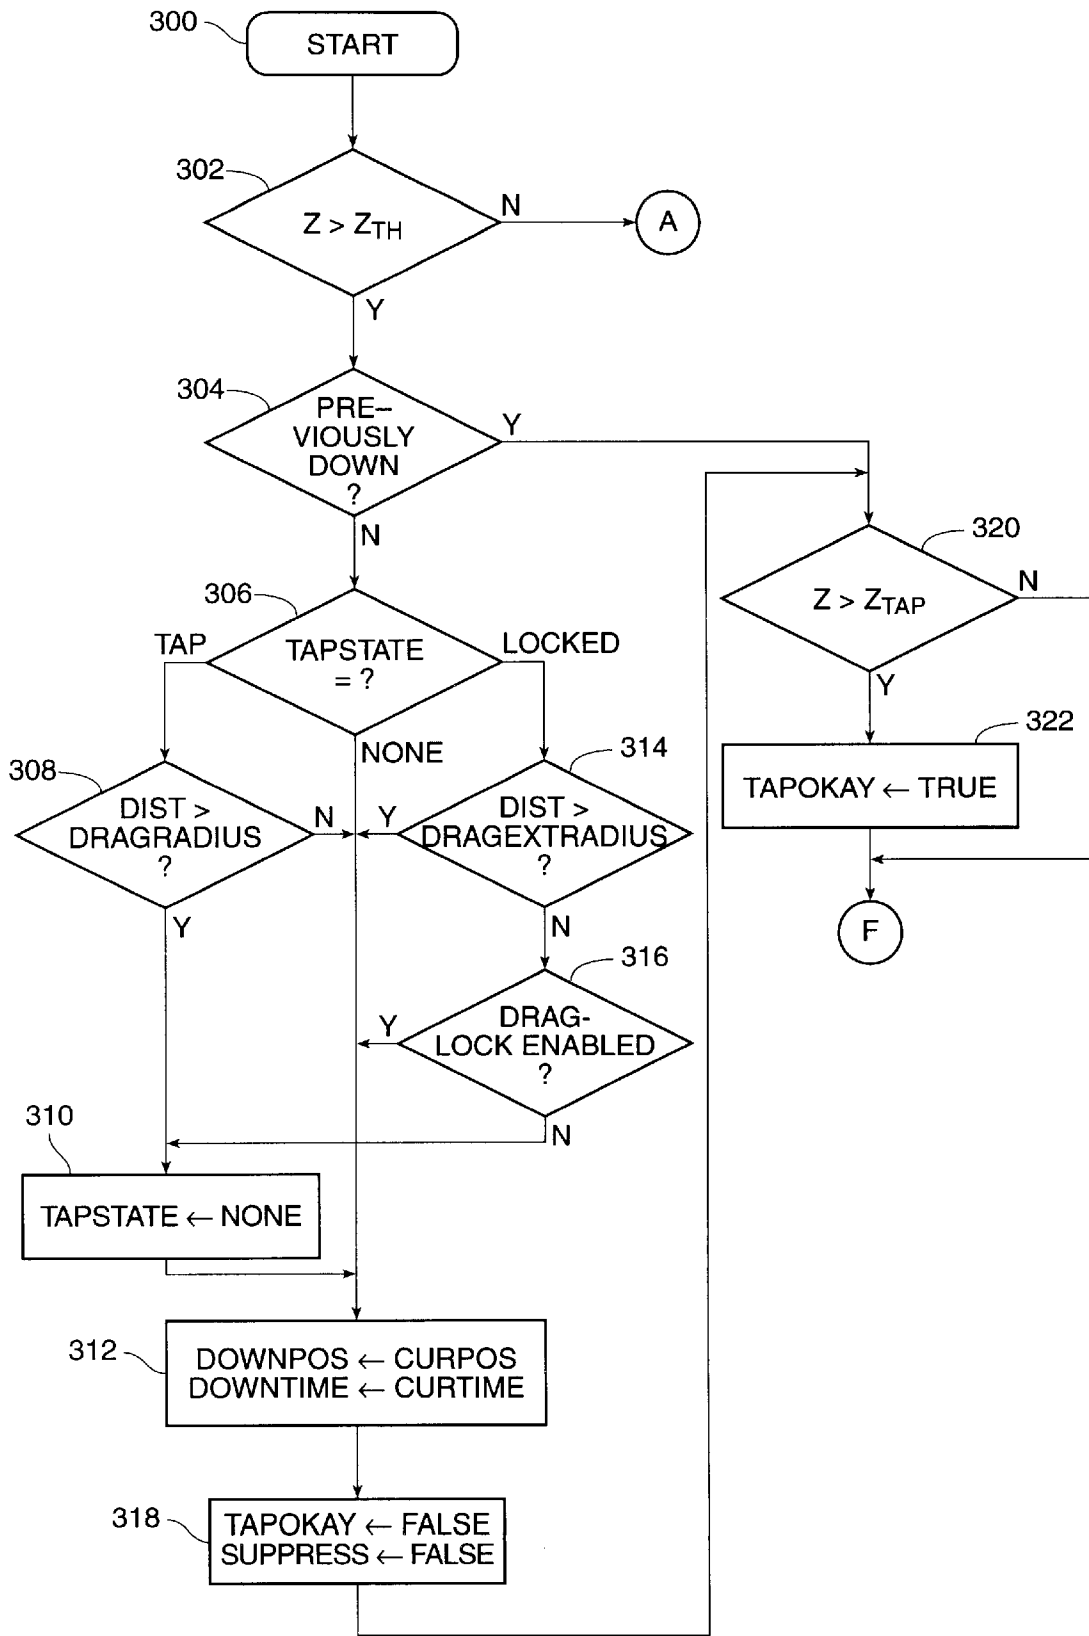 300
START
302
Z > ZTH
N
A
Y
304
PRE–
VIOUSLY
DOWN
?
Y
N
320
306
TAP
TAPSTATE
= ?
LOCKED
Z > ZTAP
N
Y
NONE
322
308
314
DIST >
DRAGRADIUS
?
N
Y
DIST >
DRAGEXTRADIUS
?
TAPOKAY ← TRUE
Y
N
F
316
Y
DRAG-
LOCK ENABLED
?
N
310
TAPSTATE ← NONE
312
DOWNPOS ← CURPOS
DOWNTIME ← CURTIME
318
TAPOKAY ← FALSE
SUPPRESS ← FALSE